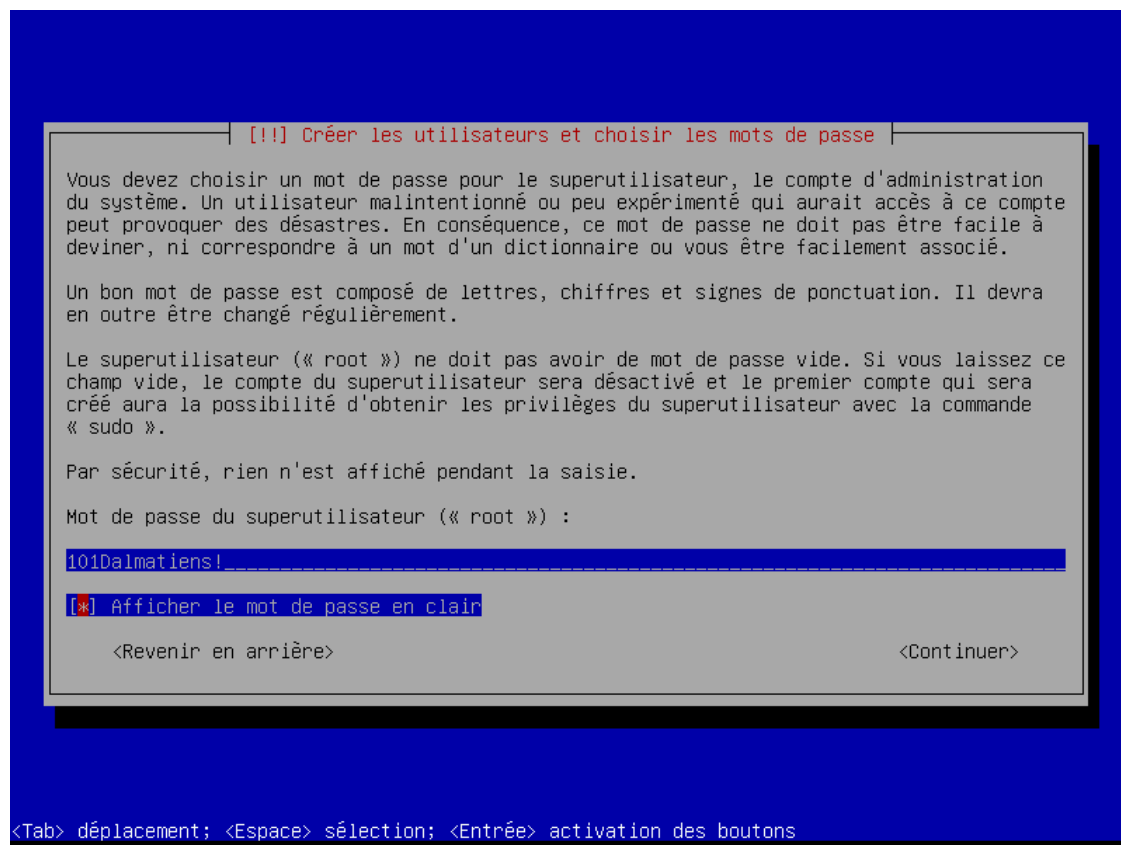 [!!] Créer les utilisateurs et choisir les mots de passe
Vous devez choisir un mot de passe pour le superutilisateur, le compte d'administration
du système. Un utilisateur malintentionné ou peu expérimenté qui aurait accès à ce compte
peut provoquer des désastres. En conséquence, ce mot de passe ne doit pas être facile à
deviner, ni correspondre à un mot d'un dictionnaire ou vous être facilement associé.
Un bon mot de passe est composé de lettres, chiffres et signes de ponctuation. Il devra
en outre être changé régulièrement.
Le superutilisateur (« root ») ne doit pas avoir de mot de passe vide. Si vous laissez ce
champ vide, le compte du superutilisateur sera désactivé et le premier compte qui sera
créé aura la possibilité d'obtenir les privilèges du superutilisateur avec la commande
« sudo ».
Par sécurité, rien n'est affiché pendant la saisie.
Mot de passe du superutilisateur (« root ») :
101Dalmatiens!
[*] Afficher le mot de passe en clair
<Revenir en arrière> <Continuer>
<Tab> déplacement; <Espace> sélection; <Entrée> activation des boutons